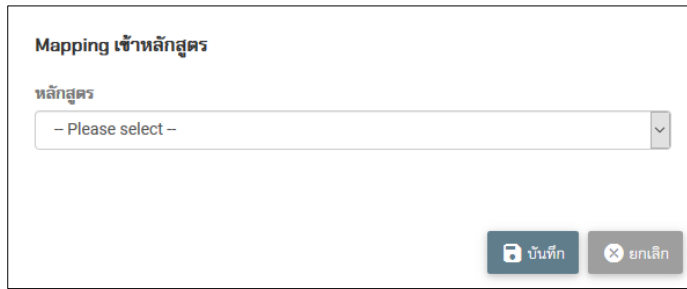 Mapping เข้าหลักสูตร
หลักสูตร
-- Please select --
บันทึก ยกเลิก